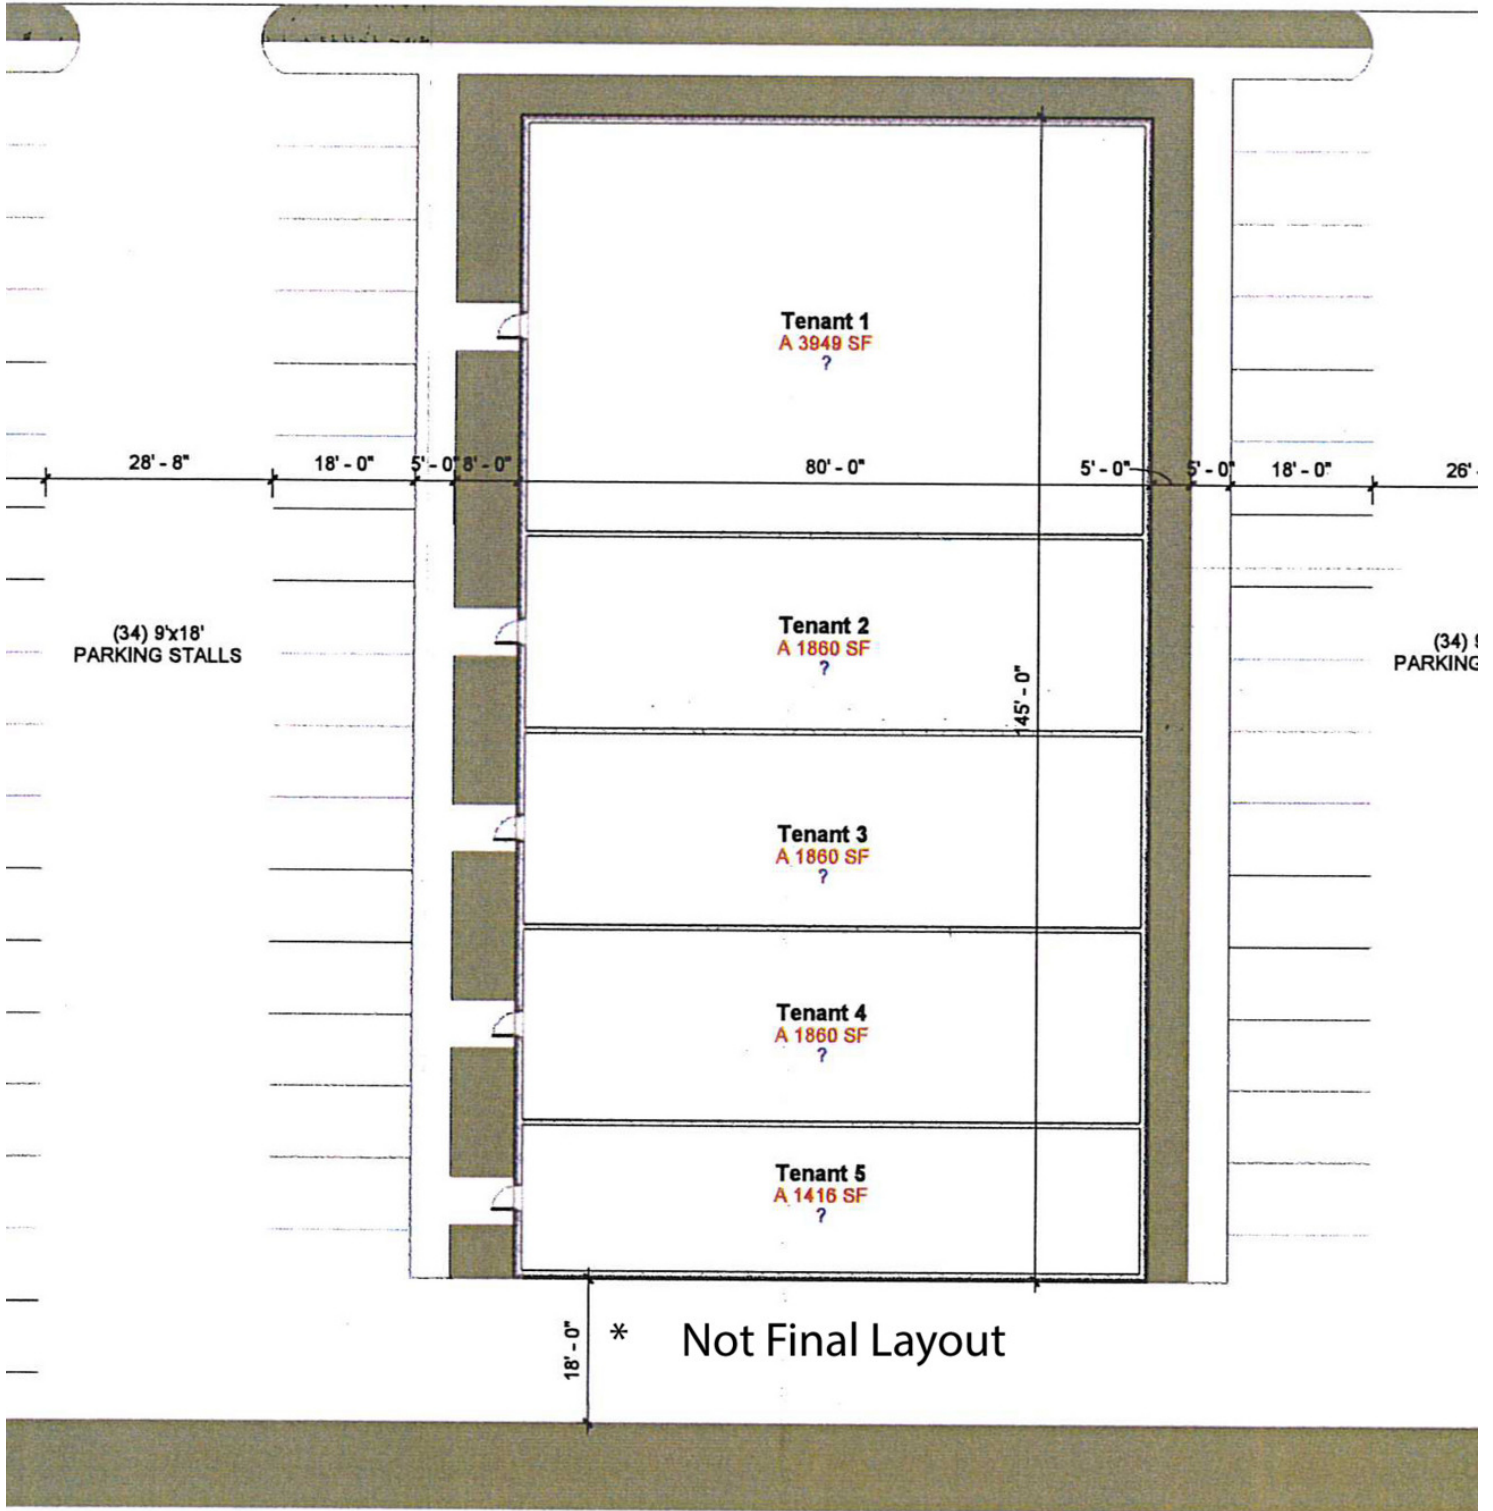 Tenant 1
A 3949 SF
?
28' - 8"
18' - 0"
5' - 0"
8' - 0"
80' - 0"
5' - 0"
5' - 0"
18' - 0"
26'
(34) 9'x18'
PARKING STALLS
Tenant 2
A 1860 SF
?
(34)
PARKING
145' - 0"
Tenant 3
A 1860 SF
?
Tenant 4
A 1860 SF
?
Tenant 5
A 1416 SF
?
18' - 0"
* Not Final Layout